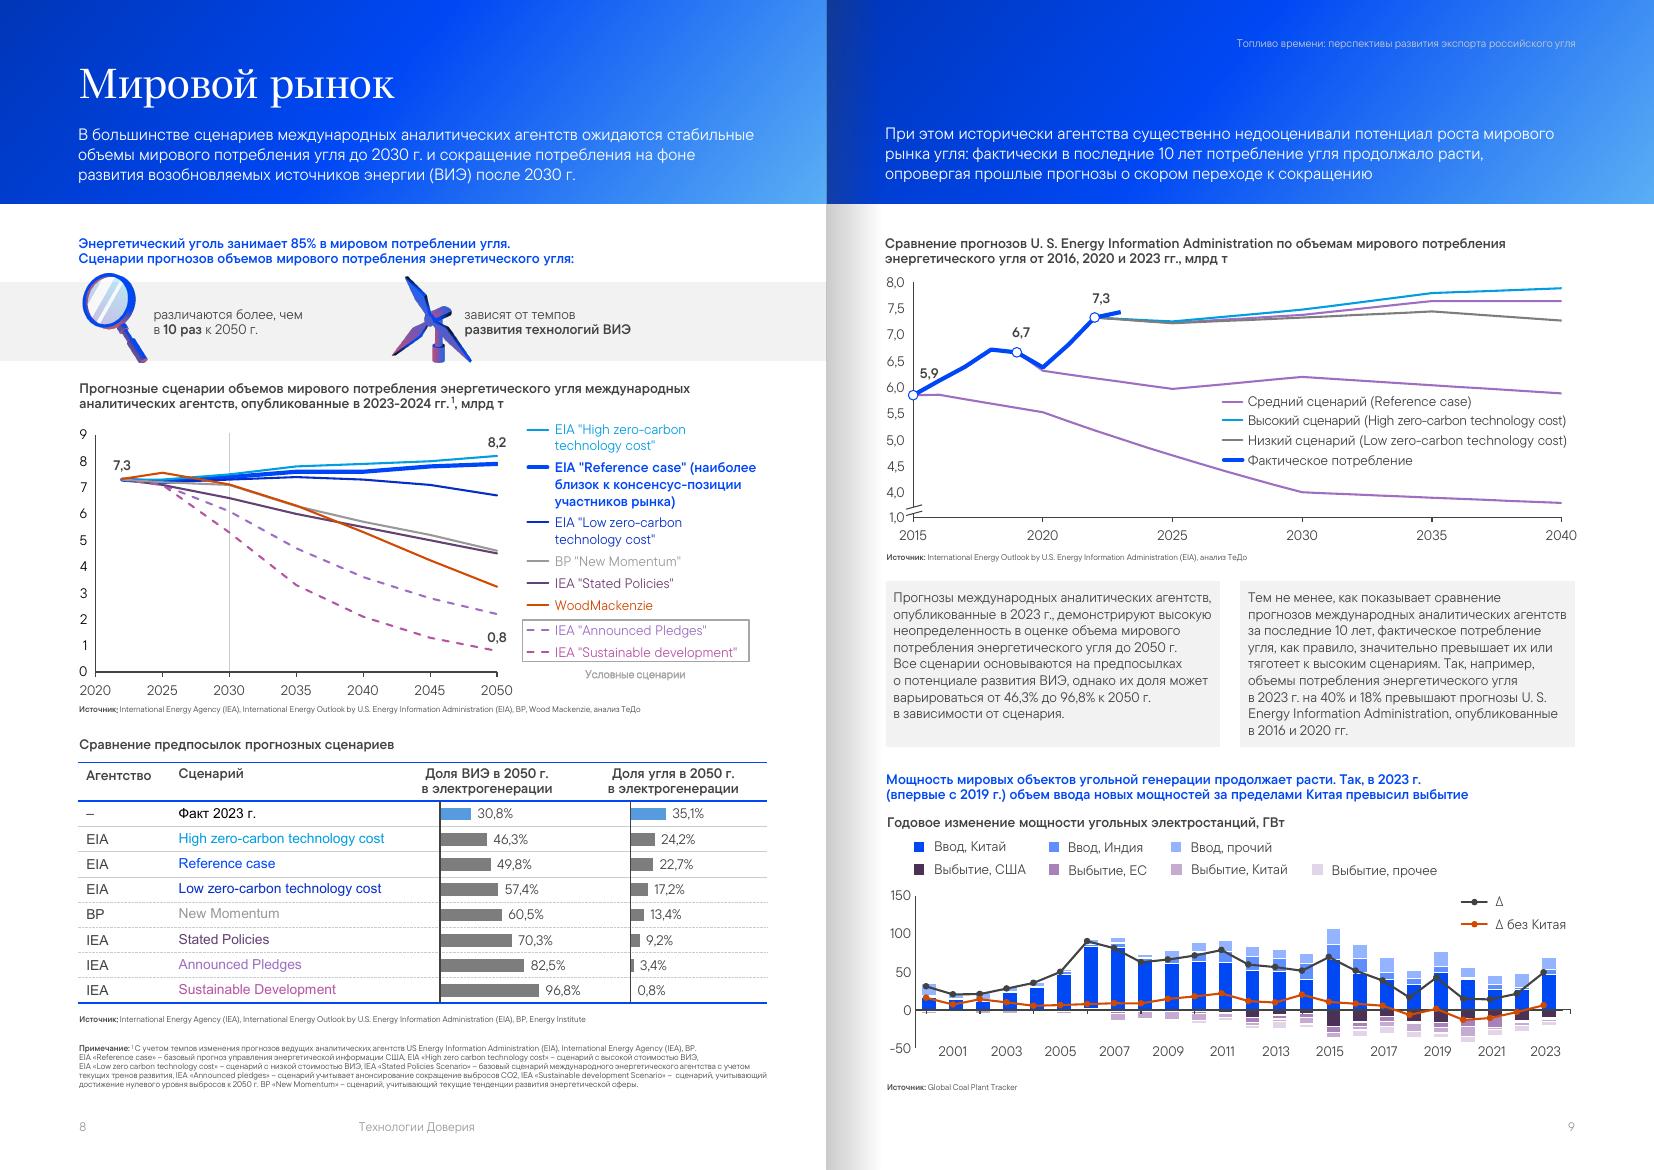 Мировой рынок
В большинстве сценариев международных аналитических агентств ожидаются стабильные
объемы мирового потребления угля до 2030 г. и сокращение потребления на фоне
развития возобновляемых источников энергии (ВИЭ) после 2030 г.
Энергетический уголь занимает 85% в мировом потреблении угля.
Сценарии прогнозов объемов мирового потребления энергетического угля:
различаются более, чем
в 10 раз к 2050 г.
зависят от темпов
развития технологий ВИЭ
Прогнозные сценарии объемов мирового потребления энергетического угля международных
аналитических агентств, опубликованные в 2023-2024 гг. ¹, млрд т
9
8
7
6
5
4
3
2
1
0
7,3
8,2
0,8
2020 2025 2030 2035 2040 2045 2050
EIA "High zero-carbon
technology cost"
EIA "Reference case" (наиболее
близок к консенсус-позиции
участников рынка)
EIA "Low zero-carbon
technology cost"
BP "New Momentum"
IEA "Stated Policies"
WoodMackenzie
IEA "Announced Pledges"
IEA "Sustainable development"
Условные сценарии
Источник: International Energy Agency (IEA), International Energy Outlook by U.S. Energy Information Administration (EIA), BP, Wood Mackenzie, анализ ТеДо
Сравнение предпосылок прогнозных сценариев
Агентство Сценарий Доля ВИЭ в 2050 г. Доля угля в 2050 г.
в электрогенерации в электрогенерации
– Факт 2023 г. 30,8% 35,1%
EIA High zero-carbon technology cost 46,3% 24,2%
EIA Reference case 49,8% 22,7%
EIA Low zero-carbon technology cost 57,4% 17,2%
BP New Momentum 60,5% 13,4%
IEA Stated Policies 70,3% 9,2%
IEA Announced Pledges 82,5% 3,4%
IEA Sustainable Development 96,8% 0,8%
Источник: International Energy Agency (IEA), International Energy Outlook by U.S. Energy Information Administration (EIA), BP, Energy Institute
Примечание: ¹ С учетом темпов изменения прогнозов ведущих аналитических агентств US Energy Information Administration (EIA), International Energy Agency (IEA), BP.
EIA «Reference case» – базовый прогноз управления энергетической информации США, EIA «High zero carbon technology cost» – сценарий с высокой стоимостью ВИЭ,
EIA «Low zero carbon technology cost» – сценарий с низкой стоимостью ВИЭ, IEA «Stated Policies Scenario» – базовый сценарий международного энергетического агентства с учетом
текущих тренов развития, IEA «Announced pledges» – сценарий учитывает анонсирование сокращение выбросов CO2, IEA «Sustainable development Scenario» – сценарий, учитывающий
достижение нулевого уровня выбросов к 2050 г. BP «New Momentum» – сценарий, учитывающий текущие тенденции развития энергетической сферы.
8
Технологии Доверия
Топливо времени: перспективы развития экспорта российского угля
При этом исторически агентства существенно недооценивали потенциал роста мирового
рынка угля: фактически в последние 10 лет потребление угля продолжало расти,
опровергая прошлые прогнозы о скором переходе к сокращению
Сравнение прогнозов U. S. Energy Information Administration по объемам мирового потребления
энергетического угля от 2016, 2020 и 2023 гг., млрд т
8,0
7,5
7,0
6,5
6,0
5,5
5,0
4,5
4,0
1,0
5,9
6,7
7,3
2015 2020 2025 2030 2035 2040
Средний сценарий (Reference case)
Высокий сценарий (High zero-carbon technology cost)
Низкий сценарий (Low zero-carbon technology cost)
Фактическое потребление
Источник: International Energy Outlook by U.S. Energy Information Administration (EIA), анализ ТеДо
Прогнозы международных аналитических агентств,
опубликованные в 2023 г., демонстрируют высокую
неопределенность в оценке объема мирового
потребления энергетического угля до 2050 г.
Все сценарии основываются на предпосылках
о потенциале развития ВИЭ, однако их доля может
варьироваться от 46,3% до 96,8% к 2050 г.
в зависимости от сценария.
Тем не менее, как показывает сравнение
прогнозов международных аналитических агентств
за последние 10 лет, фактическое потребление
угля, как правило, значительно превышает их или
тяготеет к высоким сценариям. Так, например,
объемы потребления энергетического угля
в 2023 г. на 40% и 18% превышают прогнозы U. S.
Energy Information Administration, опубликованные
в 2016 и 2020 гг.
Мощность мировых объектов угольной генерации продолжает расти. Так, в 2023 г.
(впервые с 2019 г.) объем ввода новых мощностей за пределами Китая превысил выбытие
Годовое изменение мощности угольных электростанций, ГВт
Ввод, Китай Ввод, Индия Ввод, прочий
Выбытие, США Выбытие, ЕС Выбытие, Китай Выбытие, прочее
150
100
50
0
-50
Δ
Δ без Китая
2001 2003 2005 2007 2009 2011 2013 2015 2017 2019 2021 2023
Источник: Global Coal Plant Tracker
9